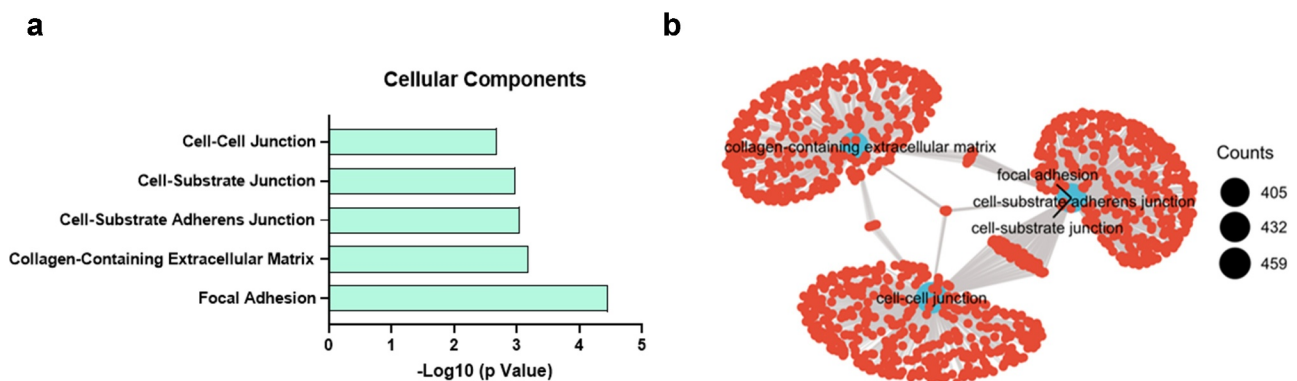 a
Cellular Components
Cell-Cell Junction
Cell-Substrate Junction
Cell-Substrate Adherens Junction
Collagen-Containing Extracellular Matrix
Focal Adhesion
0 1 2 3 4 5
-Log10 (p Value)
b
collagen-containing extracellular matrix
focal adhesion
cell-substrate adherens junction
cell-substrate junction
cell-cell junction
Counts
405
432
459